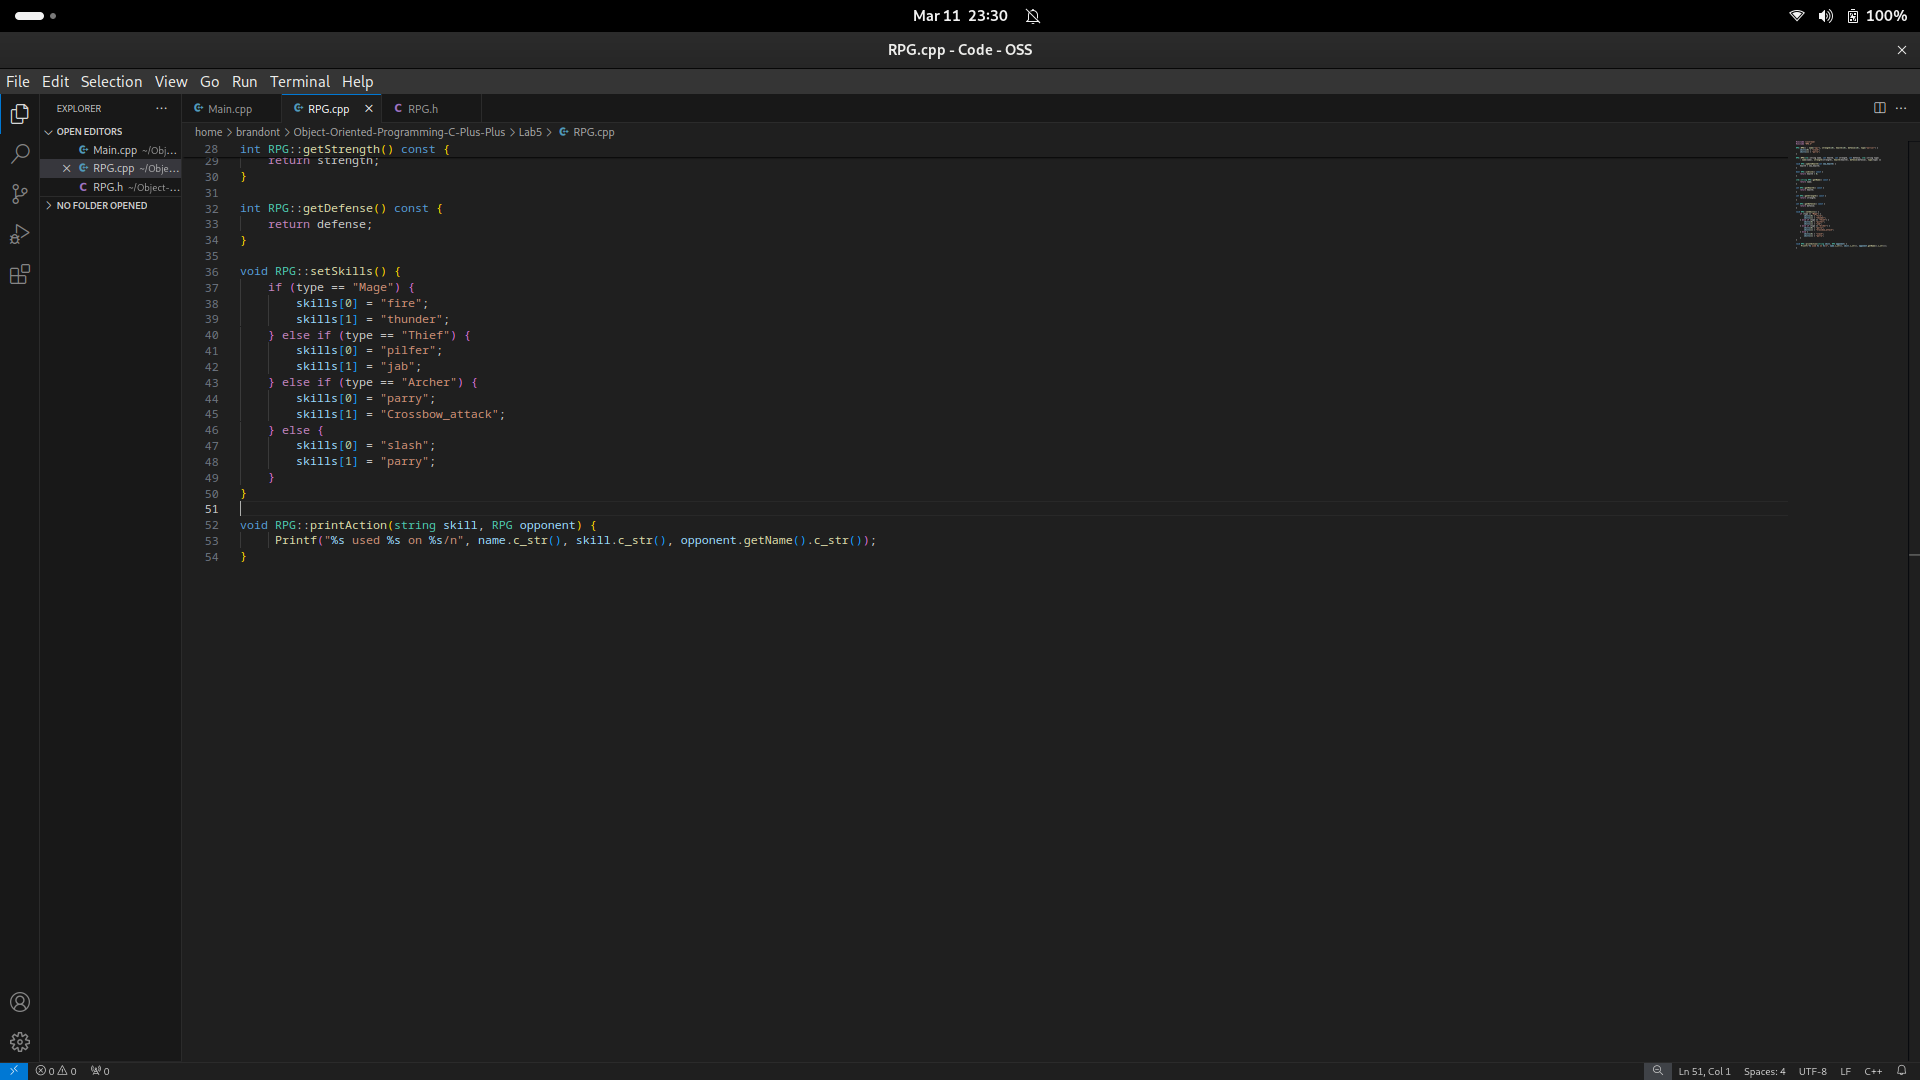 Mar 11 23:30
100%
RPG.cpp - Code - OSS
File Edit Selection View Go Run Terminal Help
EXPLORER
Main.cpp
RPG.cpp
RPG.h
OPEN EDITORS
home > brandont > Object-Oriented-Programming-C-Plus-Plus > Lab5 > RPG.cpp
Main.cpp ~/Obj...
RPG.cpp ~/Obje...
RPG.h ~/Object-...
NO FOLDER OPENED
28 int RPG::getStrength() const {
29     return strength;
30 }
31
32 int RPG::getDefense() const {
33     return defense;
34 }
35
36 void RPG::setSkills() {
37     if (type == "Mage") {
38         skills[0] = "fire";
39         skills[1] = "thunder";
40     } else if (type == "Thief") {
41         skills[0] = "pilfer";
42         skills[1] = "jab";
43     } else if (type == "Archer") {
44         skills[0] = "parry";
45         skills[1] = "Crossbow_attack";
46     } else {
47         skills[0] = "slash";
48         skills[1] = "parry";
49     }
50 }
51
52 void RPG::printAction(string skill, RPG opponent) {
53      Printf("%s used %s on %s/n", name.c_str(), skill.c_str(), opponent.getName().c_str());
54 }
0 0 0
Ln 51, Col 1 Spaces: 4 UTF-8 LF C++